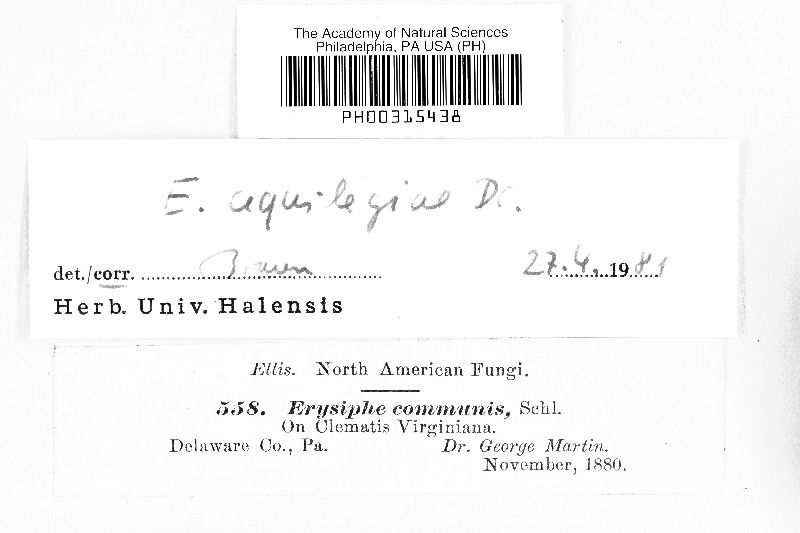 The Academy of Natural Sciences
Philadelphia, PA USA (PH)
PH00315438
E. aquilegiae Dc.
det./corr. Braun 27.4. 1981
Herb. Univ. Halensis
Ellis. North American Fungi.
558. Erysiphe communis, Schl.
On Clematis Virginiana.
Delaware Co., Pa. Dr. George Martin.
November, 1880.